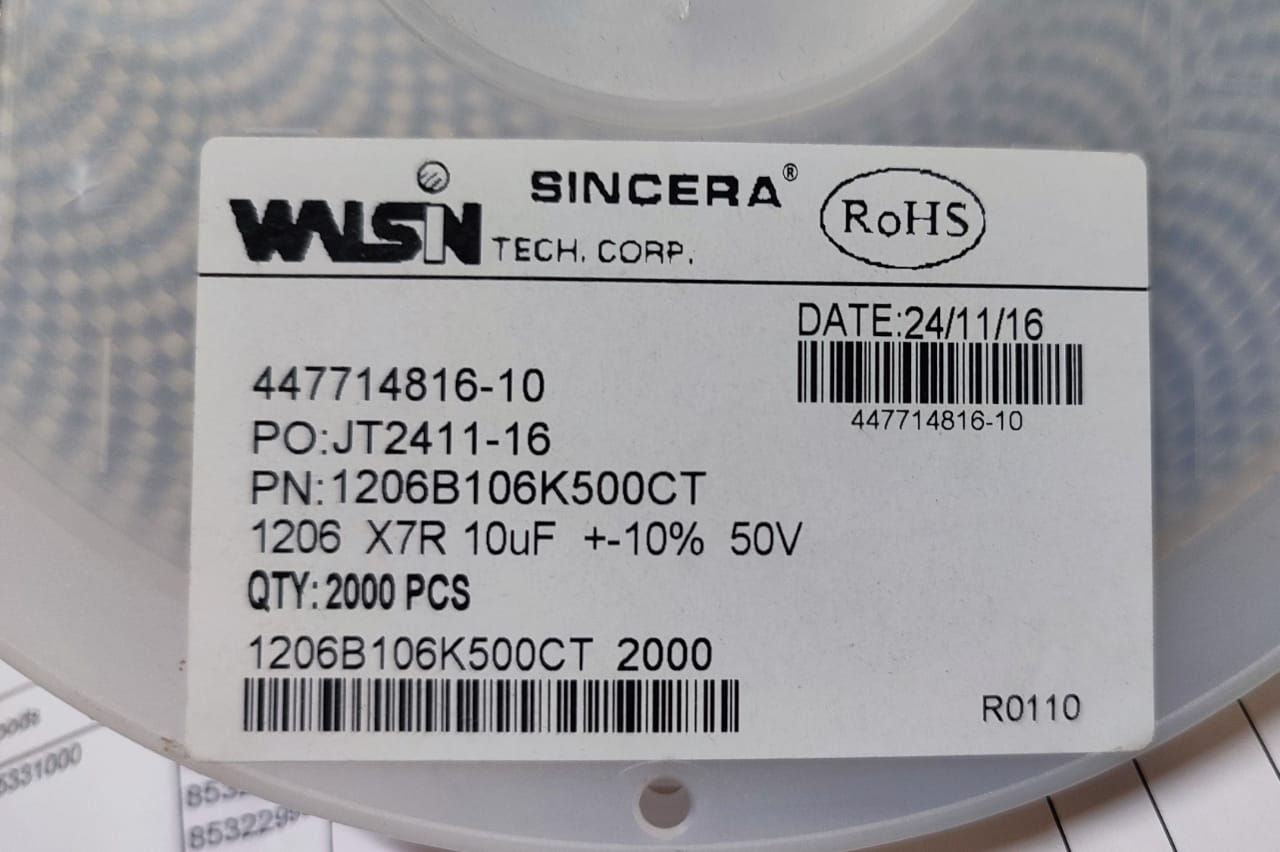 WALSIN TECH. CORP.
SINCERA®
RoHS
DATE:24/11/16
447714816-10
447714816-10
PO:JT2411-16
PN:1206B106K500CT
1206 X7R 10uF +-10% 50V
QTY:2000 PCS
1206B106K500CT 2000
R0110
5331000